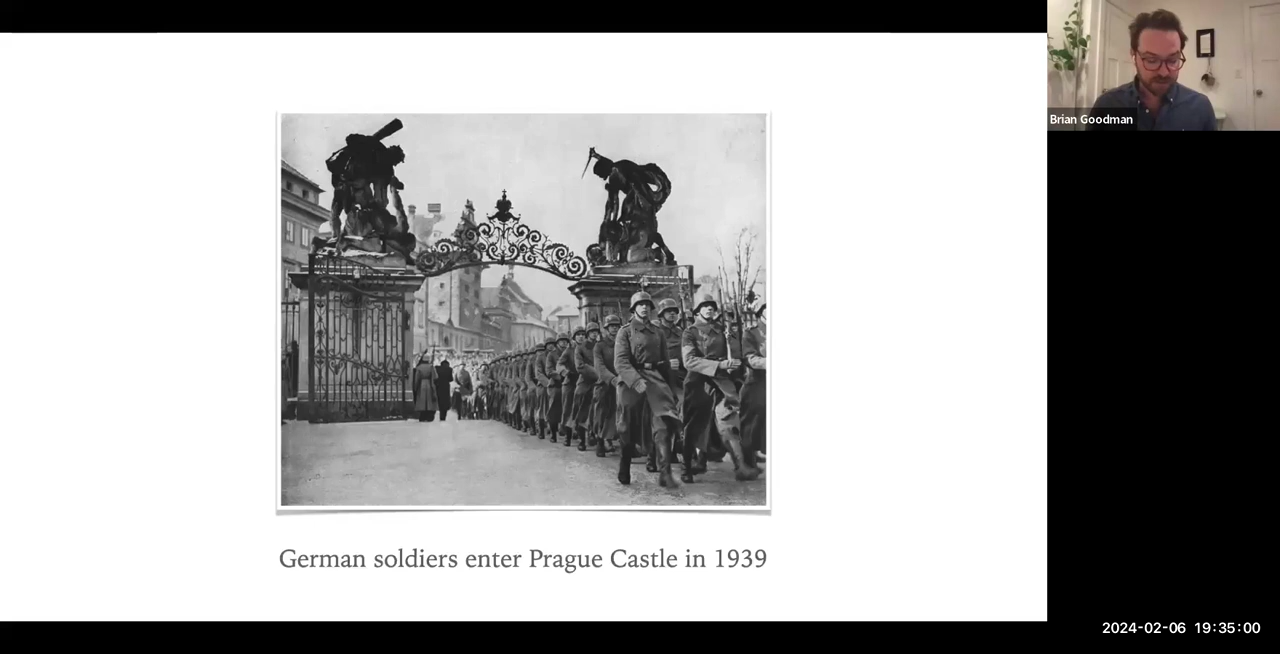 Brian Goodman
German soldiers enter Prague Castle in 1939
2024-02-06 19:35:00